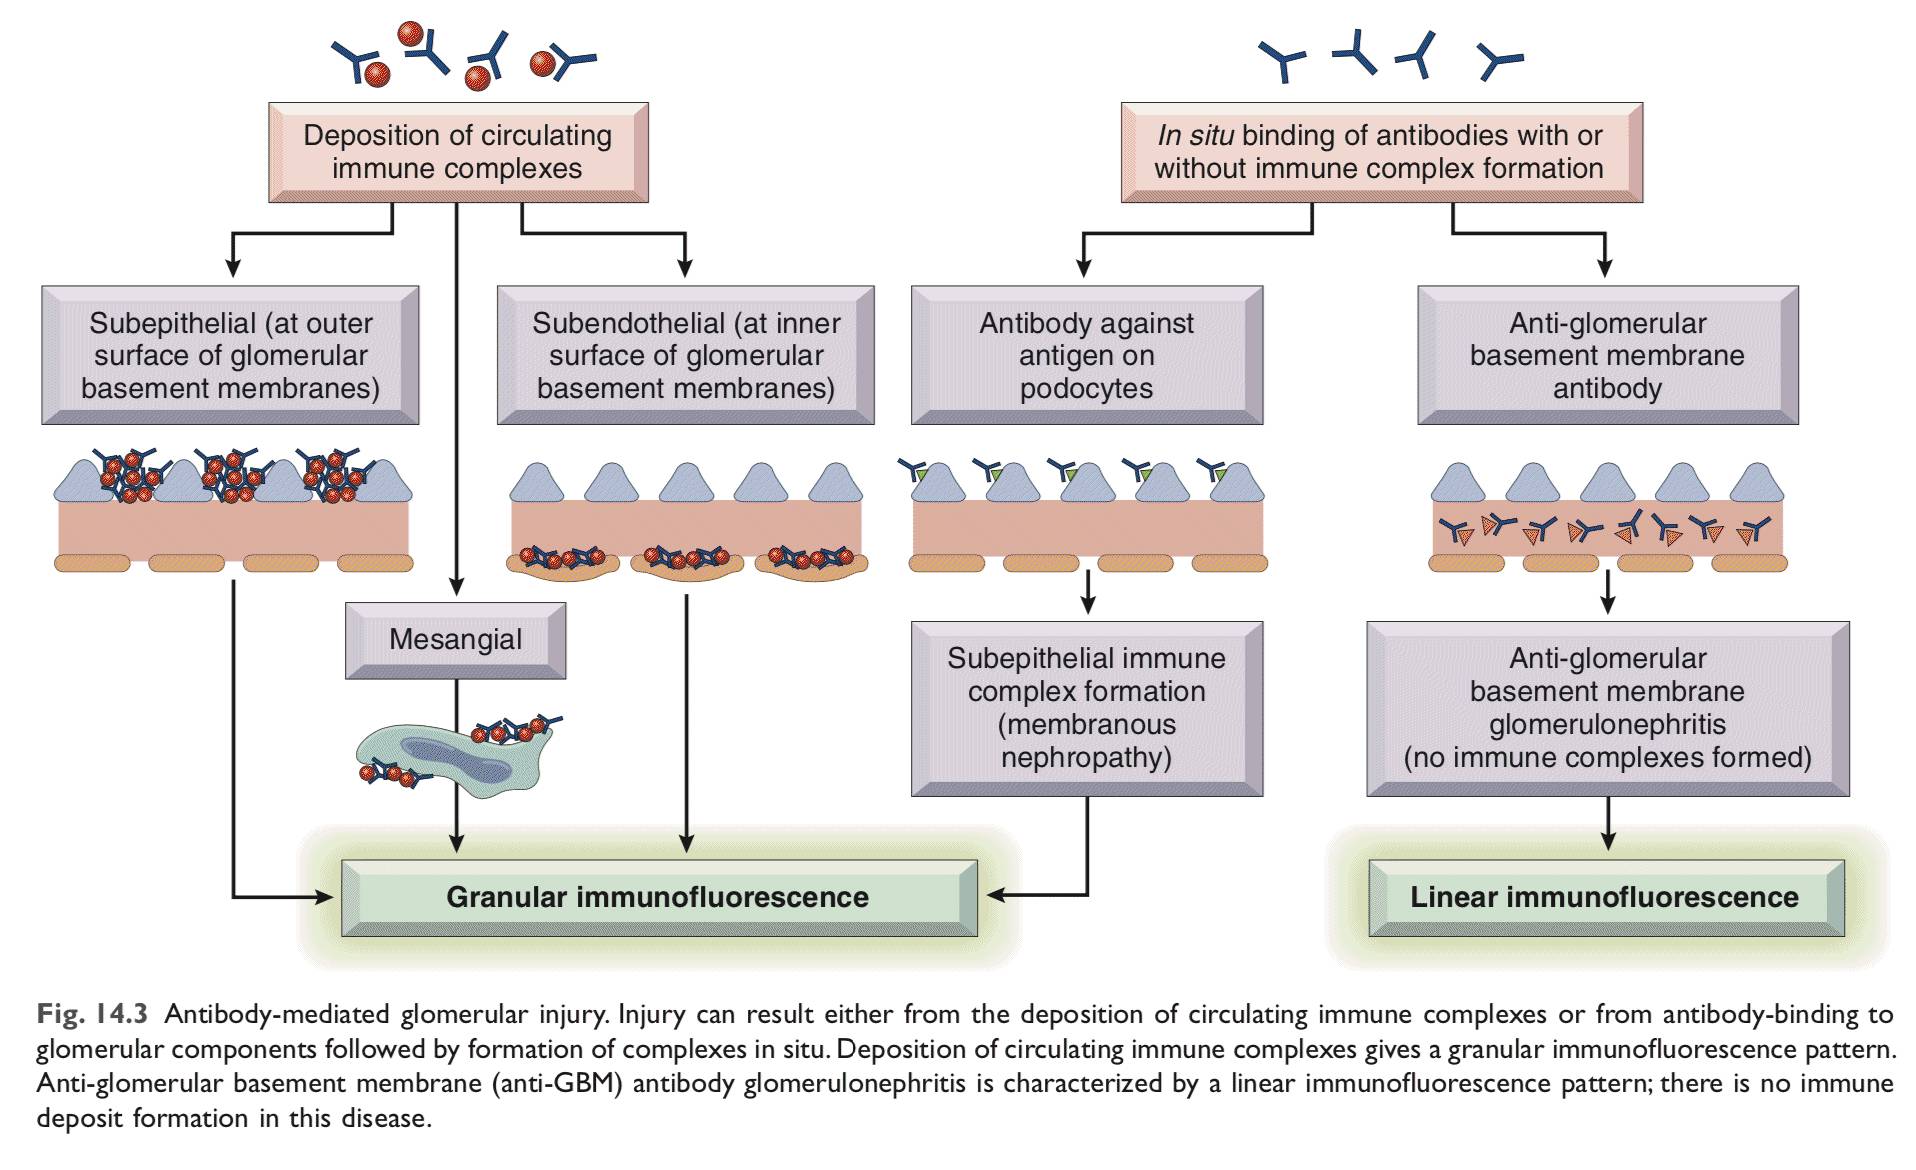 Deposition of circulating
immune complexes
In situ binding of antibodies with or
without immune complex formation
Subepithelial (at outer
surface of glomerular
basement membranes)
Subendothelial (at inner
surface of glomerular
basement membranes)
Antibody against
antigen on
podocytes
Anti-glomerular
basement membrane
antibody
Mesangial
Subepithelial immune
complex formation
(membranous
nephropathy)
Anti-glomerular
basement membrane
glomerulonephritis
(no immune complexes formed)
Granular immunofluorescence
Linear immunofluorescence
Fig. 14.3 Antibody-mediated glomerular injury. Injury can result either from the deposition of circulating immune complexes or from antibody-binding to
glomerular components followed by formation of complexes in situ. Deposition of circulating immune complexes gives a granular immunofluorescence pattern.
Anti-glomerular basement membrane (anti-GBM) antibody glomerulonephritis is characterized by a linear immunofluorescence pattern; there is no immune
deposit formation in this disease.